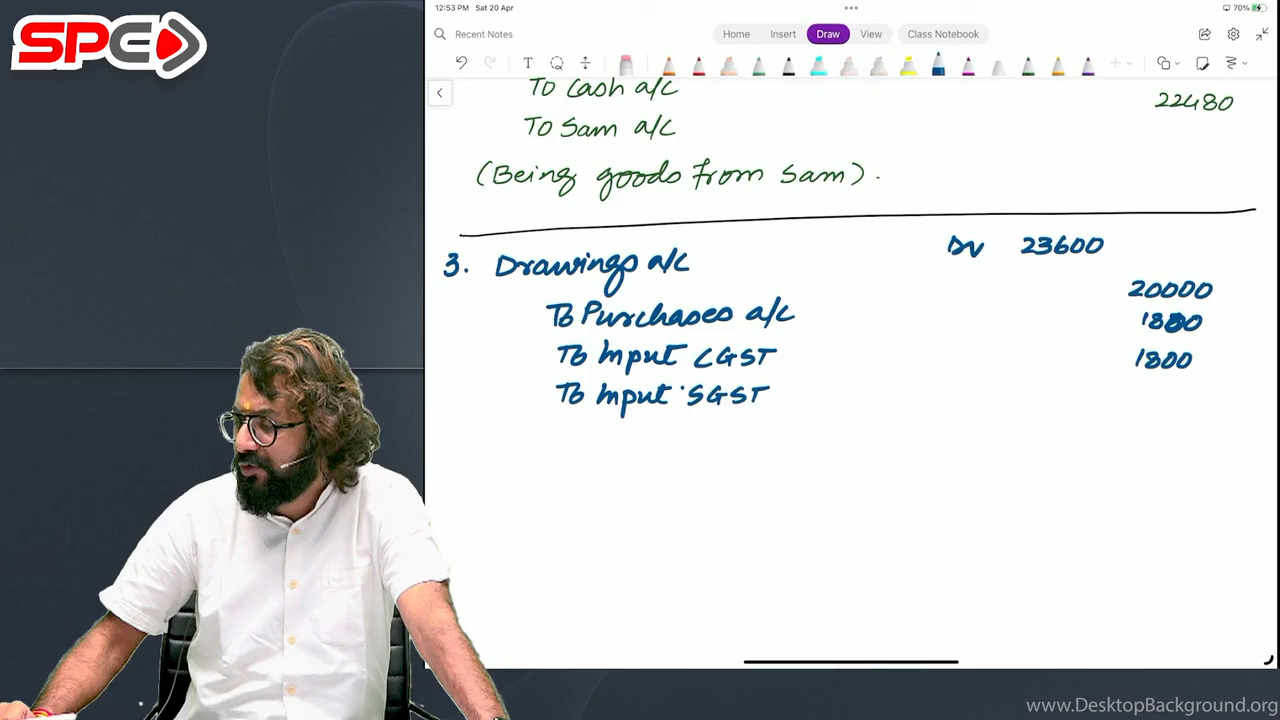 SPC
12:53 PM Sat 20 Apr
70%
Recent Notes
Home Insert Draw View Class Notebook
T
To Cash a/c
22480
To Sam a/c
(Being goods from Sam).
3. Drawings a/c Dr 23600
20000
To Purchases a/c 1800
To Input CGST 1800
To Input SGST
www.DesktopBackground.org